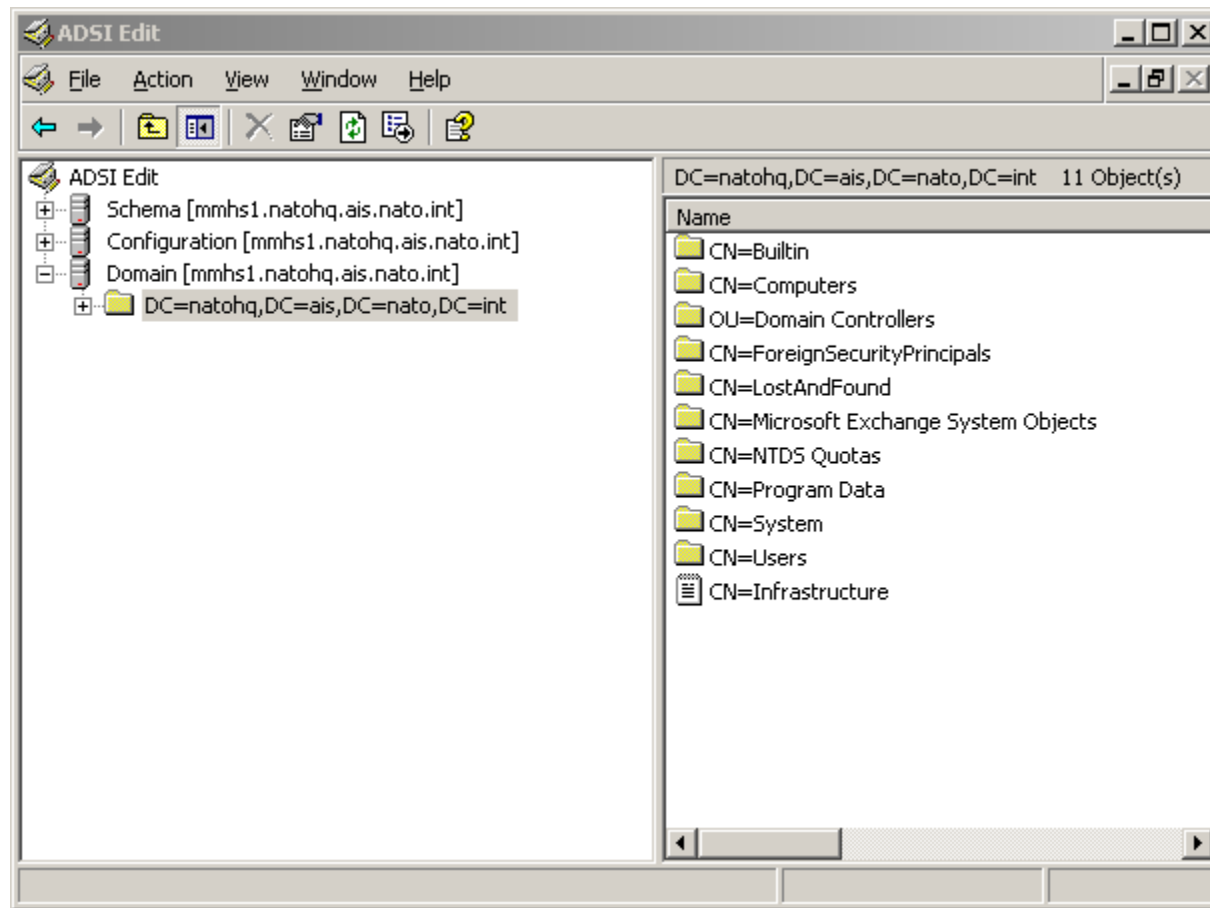 ADSI Edit
File Action View Window Help
ADSI Edit
Schema [mmhs1.natohq.ais.nato.int]
Configuration [mmhs1.natohq.ais.nato.int]
Domain [mmhs1.natohq.ais.nato.int]
DC=natohq,DC=ais,DC=nato,DC=int
DC=natohq,DC=ais,DC=nato,DC=int 11 Object(s)
Name
CN=Builtin
CN=Computers
OU=Domain Controllers
CN=ForeignSecurityPrincipals
CN=LostAndFound
CN=Microsoft Exchange System Objects
CN=NTDS Quotas
CN=Program Data
CN=System
CN=Users
CN=Infrastructure